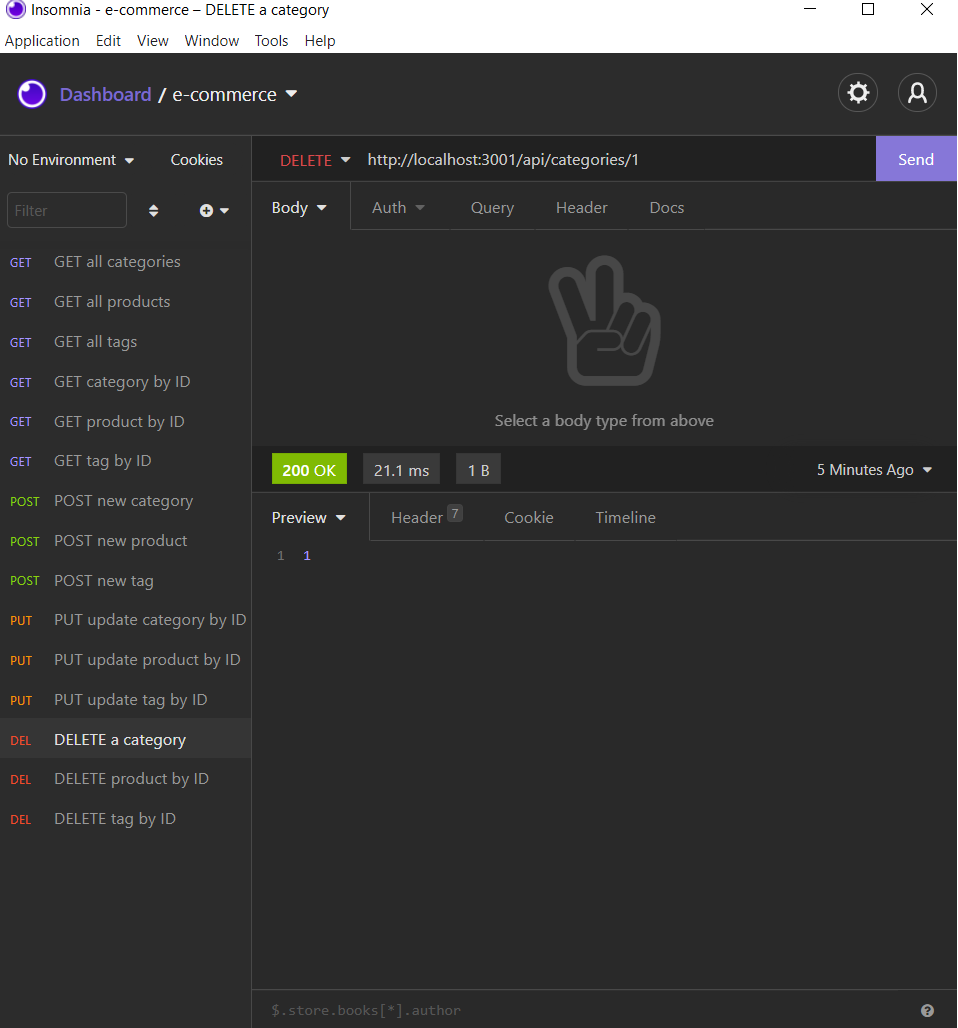 Insomnia - e-commerce – DELETE a category
Application Edit View Window Tools Help
Dashboard / e-commerce
No Environment Cookies
DELETE http://localhost:3001/api/categories/1 Send
Filter
Body Auth Query Header Docs
GET GET all categories
GET GET all products
GET GET all tags
GET GET category by ID
GET GET product by ID
GET GET tag by ID
POST POST new category
POST POST new product
POST POST new tag
PUT PUT update category by ID
PUT PUT update product by ID
PUT PUT update tag by ID
DEL DELETE a category
DEL DELETE product by ID
DEL DELETE tag by ID
Select a body type from above
200 OK 21.1 ms 1 B 5 Minutes Ago
Preview Header 7 Cookie Timeline
1 1
$.store.books[*].author ?